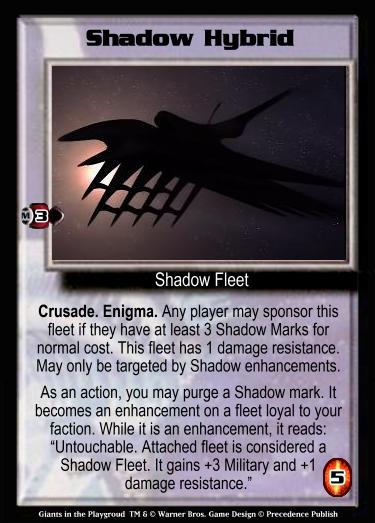 Shadow Hybrid
M 3
Shadow Fleet
Crusade. Enigma. Any player may sponsor this
fleet if they have at least 3 Shadow Marks for
normal cost. This fleet has 1 damage resistance.
May only be targeted by Shadow enhancements.
As an action, you may purge a Shadow mark. It
becomes an enhancement on a fleet loyal to your
faction. While it is an enhancement, it reads:
“Untouchable. Attached fleet is considered a
Shadow Fleet. It gains +3 Military and +1
damage resistance.”
5
Giants in the Playgroud TM & © Warner Bros. Game Design © Precedence Publish